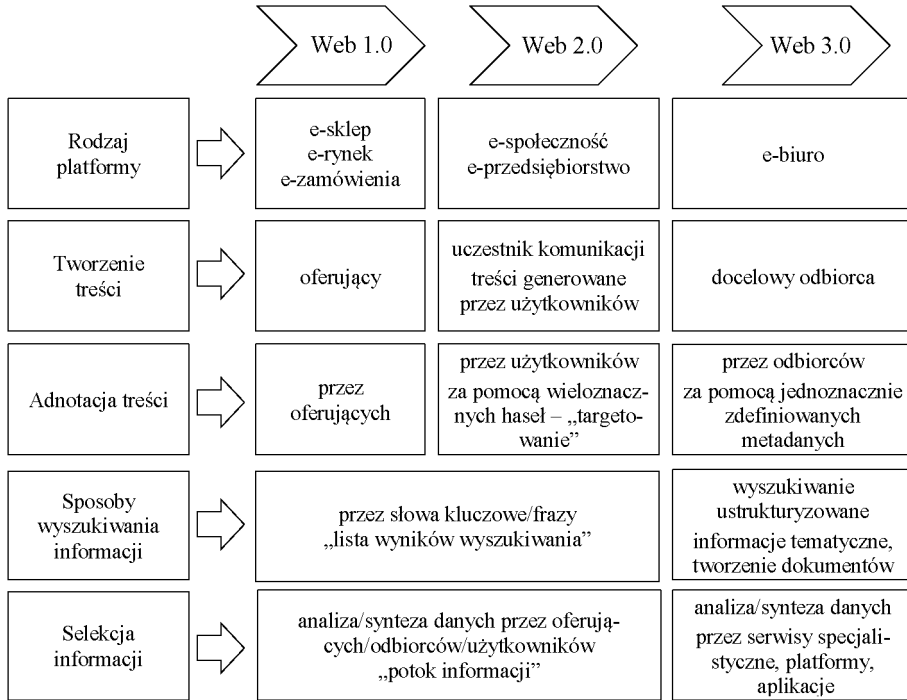 Web 1.0
Web 2.0
Web 3.0
Rodzaj
platformy
e-sklep
e-rynek
e-zamówienia
e-społeczność
e-przedsiębiorstwo
e-biuro
Tworzenie
treści
oferujący
uczestnik komunikacji
treści generowane
przez użytkowników
docelowy odbiorca
Adnotacja treści
przez
oferujących
przez użytkowników
za pomocą wieloznacz-
nych haseł – „targeto-
wanie”
przez odbiorców
za pomocą jednoznacznie
zdefiniowanych
metadanych
Sposoby
wyszukiwania
informacji
przez słowa kluczowe/frazy
„lista wyników wyszukiwania”
wyszukiwanie
ustrukturyzowane
informacje tematyczne,
tworzenie dokumentów
Selekcja
informacji
analiza/synteza danych przez oferują-
cych/odbiorców/użytkowników
„potok informacji”
analiza/synteza danych
przez serwisy specjali-
styczne, platformy,
aplikacje